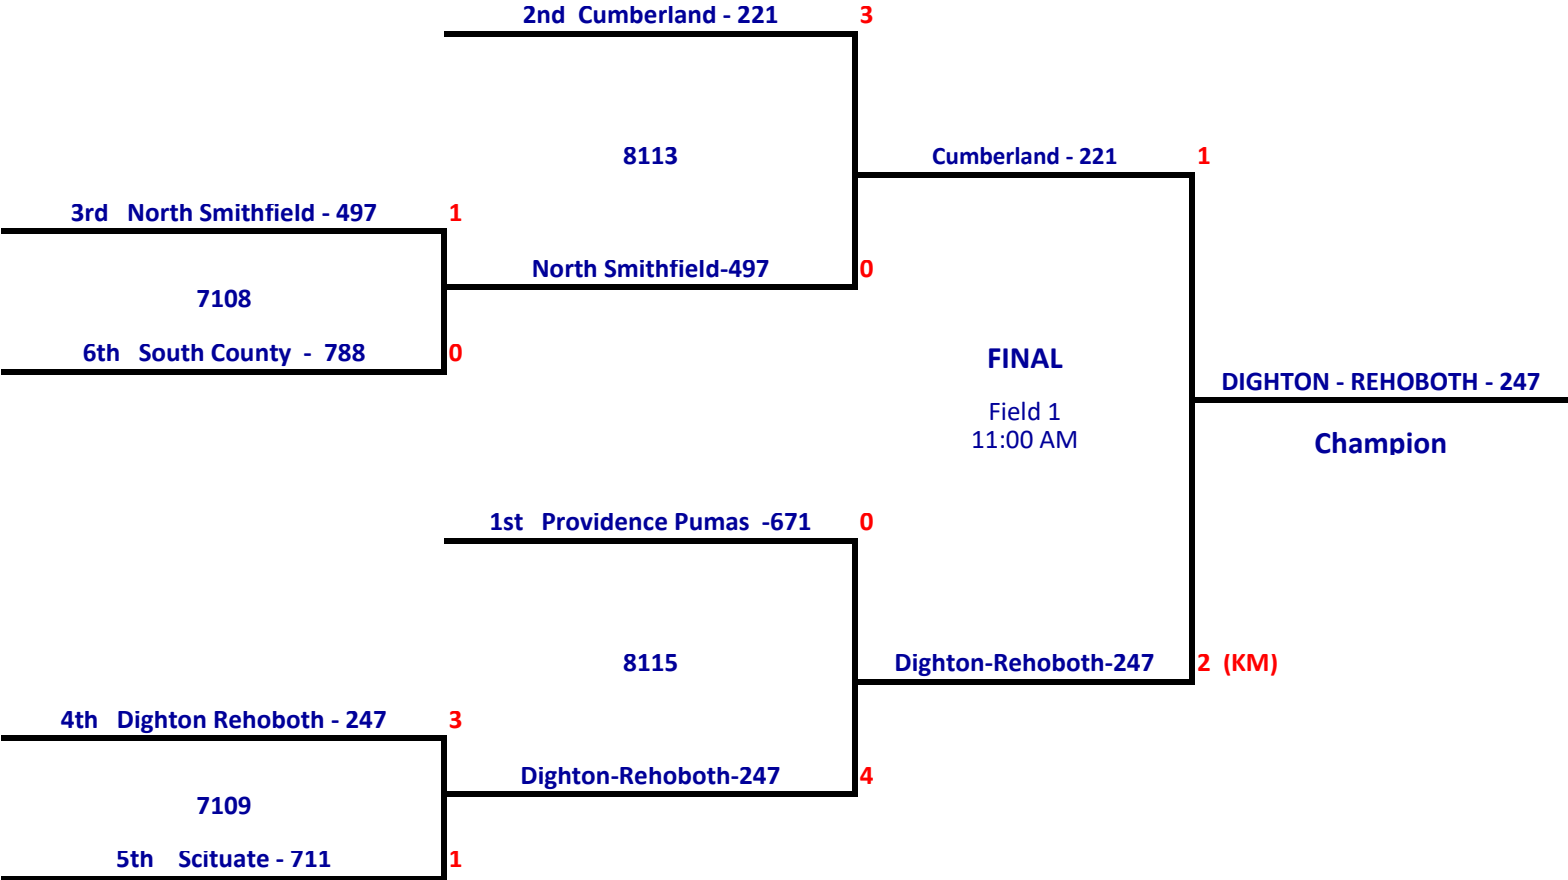 2nd Cumberland - 221 3
8113
Cumberland - 221 1
3rd North Smithfield - 497 1
North Smithfield-497 0
7108
6th South County - 788 0
FINAL
DIGHTON - REHOBOTH - 247
Field 1
11:00 AM
Champion
1st Providence Pumas -671 0
8115
Dighton-Rehoboth-247 2 (KM)
4th Dighton Rehoboth - 247 3
Dighton-Rehoboth-247 4
7109
5th Scituate - 711 1